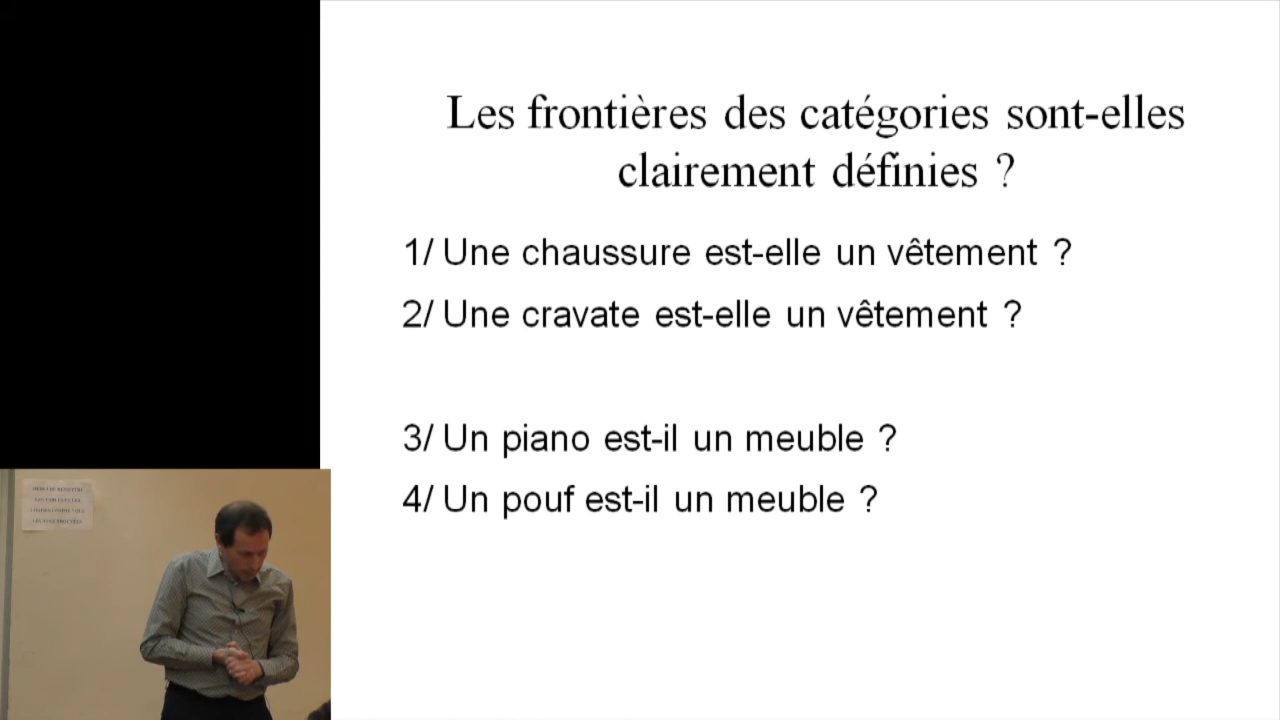 Les frontières des catégories sont-elles
clairement définies ?
1/ Une chaussure est-elle un vêtement ?
2/ Une cravate est-elle un vêtement ?
3/ Un piano est-il un meuble ?
4/ Un pouf est-il un meuble ?